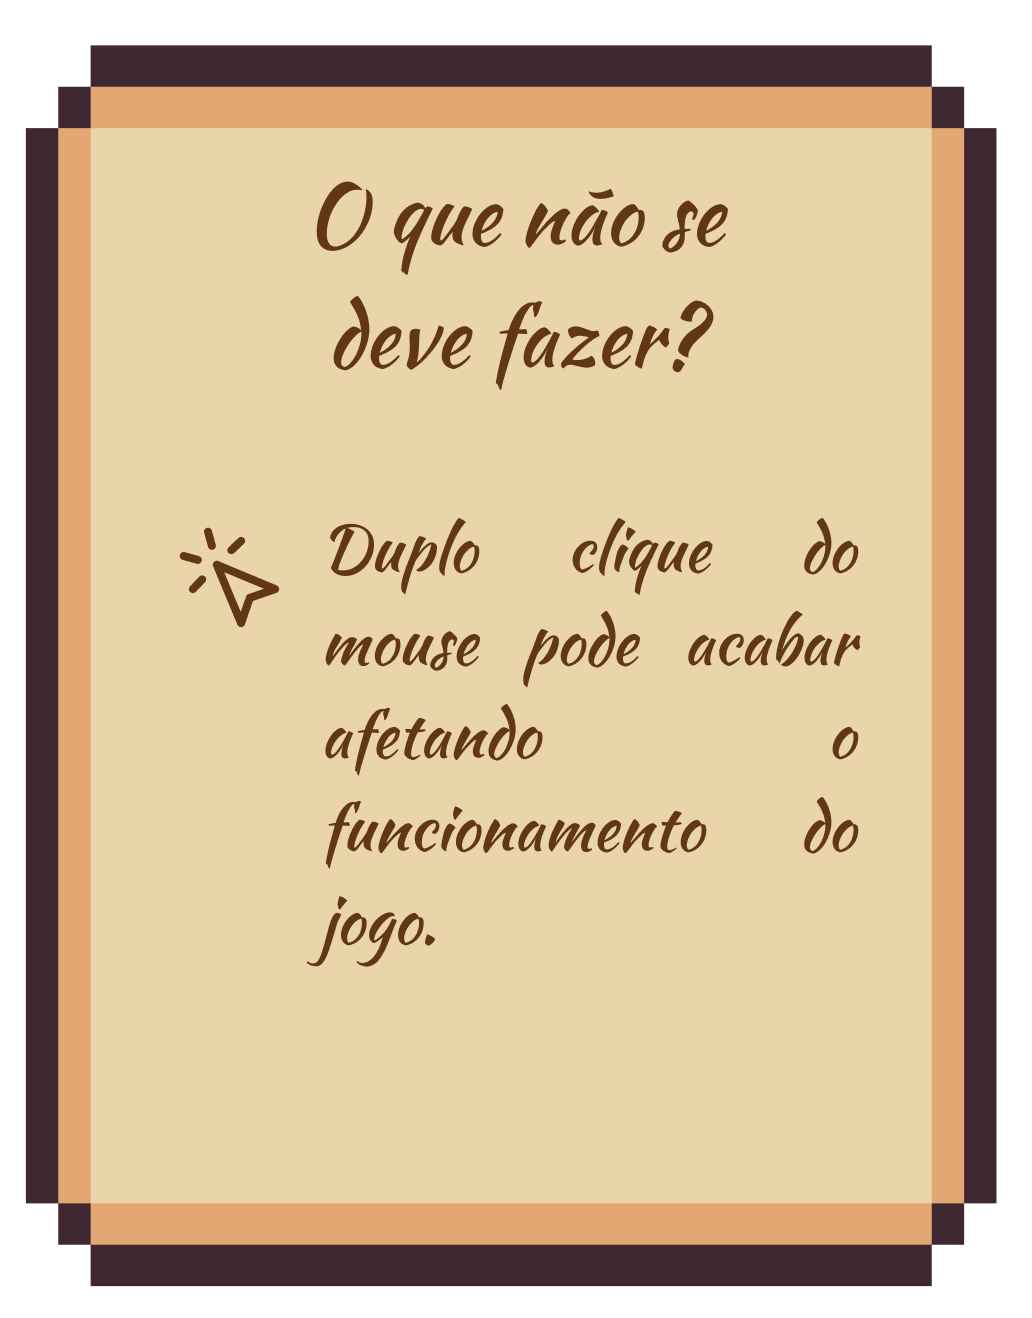 O que não se
deve fazer?
Duplo clique do
mouse pode acabar
afetando o
funcionamento do
jogo.